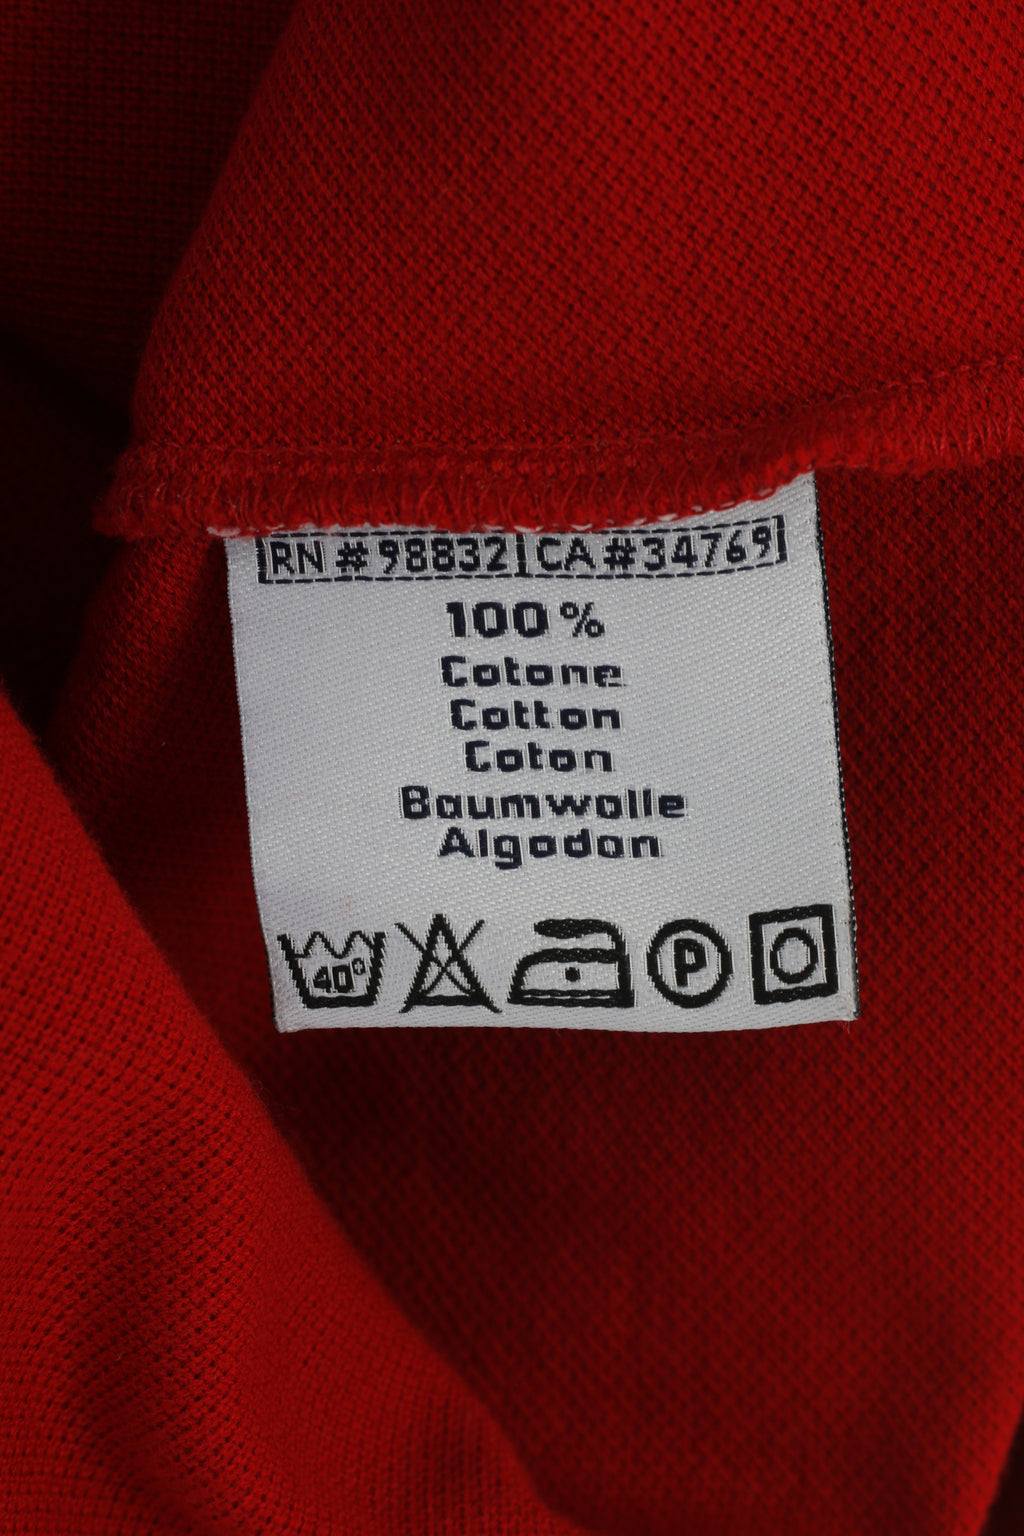 RN # 98832 CA # 34769
100 %
Cotone
Cotton
Coton
Baumwolle
Algodon
40°
P